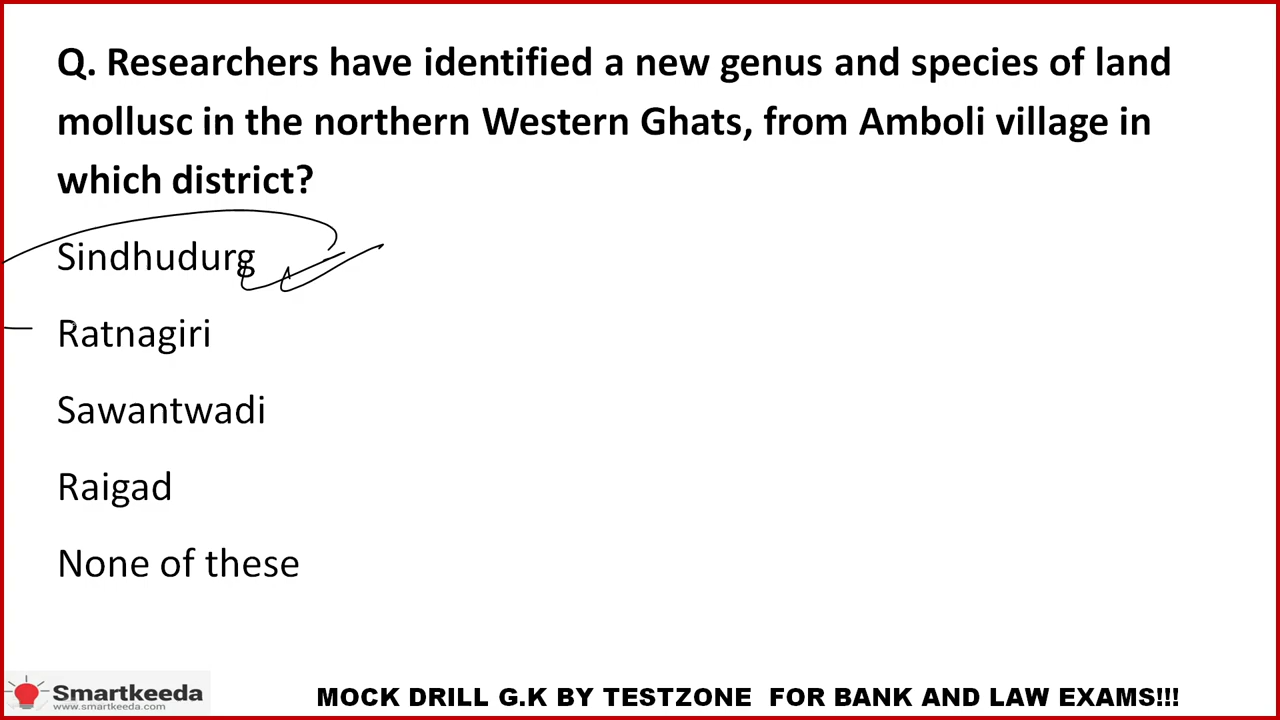 Q. Researchers have identified a new genus and species of land
mollusc in the northern Western Ghats, from Amboli village in
which district?
Sindhudurg
Ratnagiri
Sawantwadi
Raigad
None of these
Smartkeeda
www.smartkeeda.com
MOCK DRILL G.K BY TESTZONE FOR BANK AND LAW EXAMS!!!